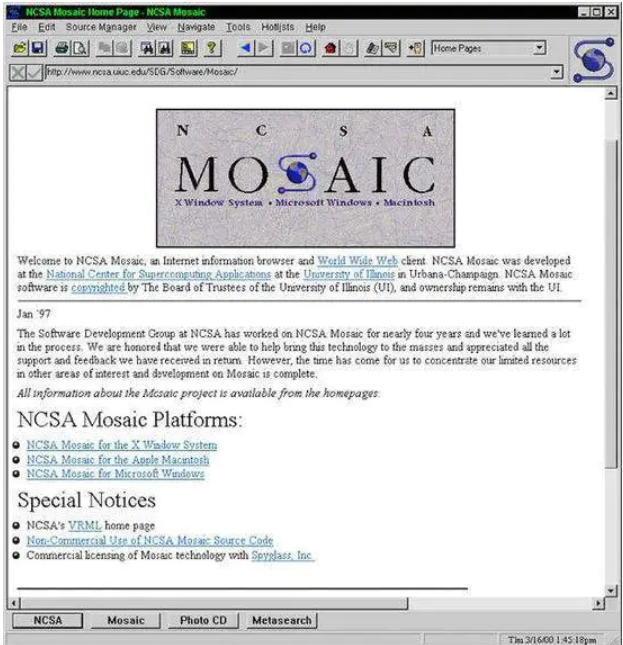 NCSA Mosaic Home Page - NCSA Mosaic
File Edit Source Manager View Navigate Tools Hotlists Help
Home Pages
http://www.ncsa.uiuc.edu/SDG/Software/Mosaic/
N C S A
MOSAIC
X Window System • Microsoft Windows • Macintosh
Welcome to NCSA Mosaic, an Internet information browser and World Wide Web client. NCSA Mosaic was developed
at the National Center for Supercomputing Applications at the University of Illinois in Urbana-Champaign. NCSA Mosaic
software is copyrighted by The Board of Trustees of the University of Illinois (UI), and ownership remains with the UI.
Jan '97
The Software Development Group at NCSA has worked on NCSA Mosaic for nearly four years and we've learned a lot
in the process. We are honored that we were able to help bring this technology to the masses and appreciated all the
support and feedback we have received in return. However, the time has come for us to concentrate our limited resources
in other areas of interest and development on Mosaic is complete.
All information about the Mosaic project is available from the homepages.
NCSA Mosaic Platforms:
NCSA Mosaic for the X Window System
NCSA Mosaic for the Apple Macintosh
NCSA Mosaic for Microsoft Windows
Special Notices
NCSA's VRML home page
Non-Commercial Use of NCSA Mosaic Source Code
Commercial licensing of Mosaic technology with Spyglass, Inc.
NCSA Mosaic Photo CD Metasearch
3/16/00 1:45:18pm